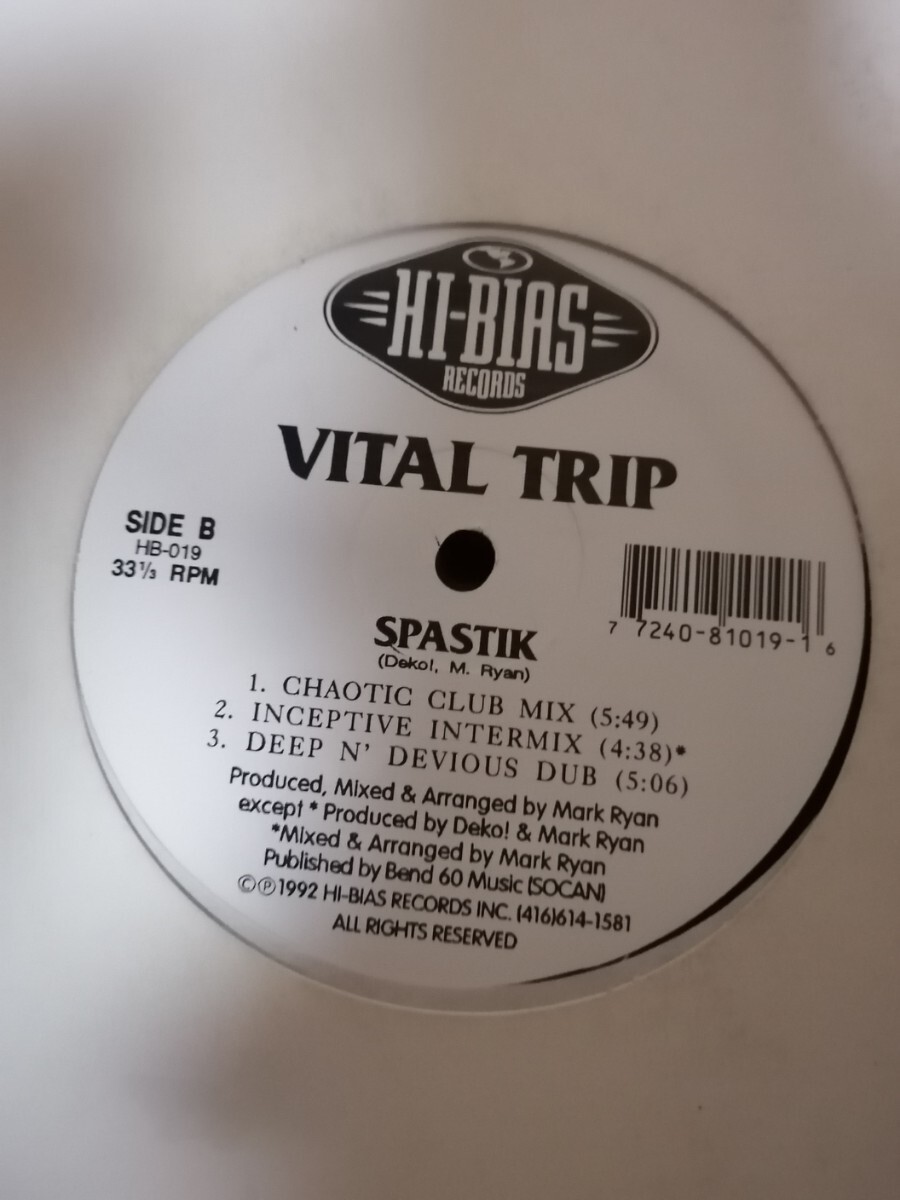 HI-BIAS
RECORDS
VITAL TRIP
SIDE B
HB-019
33⅓ RPM
7 7240-81019-1 6
SPASTIK
(Deko!, M. Ryan)
1. CHAOTIC CLUB MIX (5:49)
2. INCEPTIVE INTERMIX (4:38)*
3. DEEP N' DEVIOUS DUB (5:06)
Produced, Mixed & Arranged by Mark Ryan
except * Produced by Deko! & Mark Ryan
*Mixed & Arranged by Mark Ryan
Published by Bend 60 Music (SOCAN)
©℗1992 HI-BIAS RECORDS INC. (416)614-1581
ALL RIGHTS RESERVED